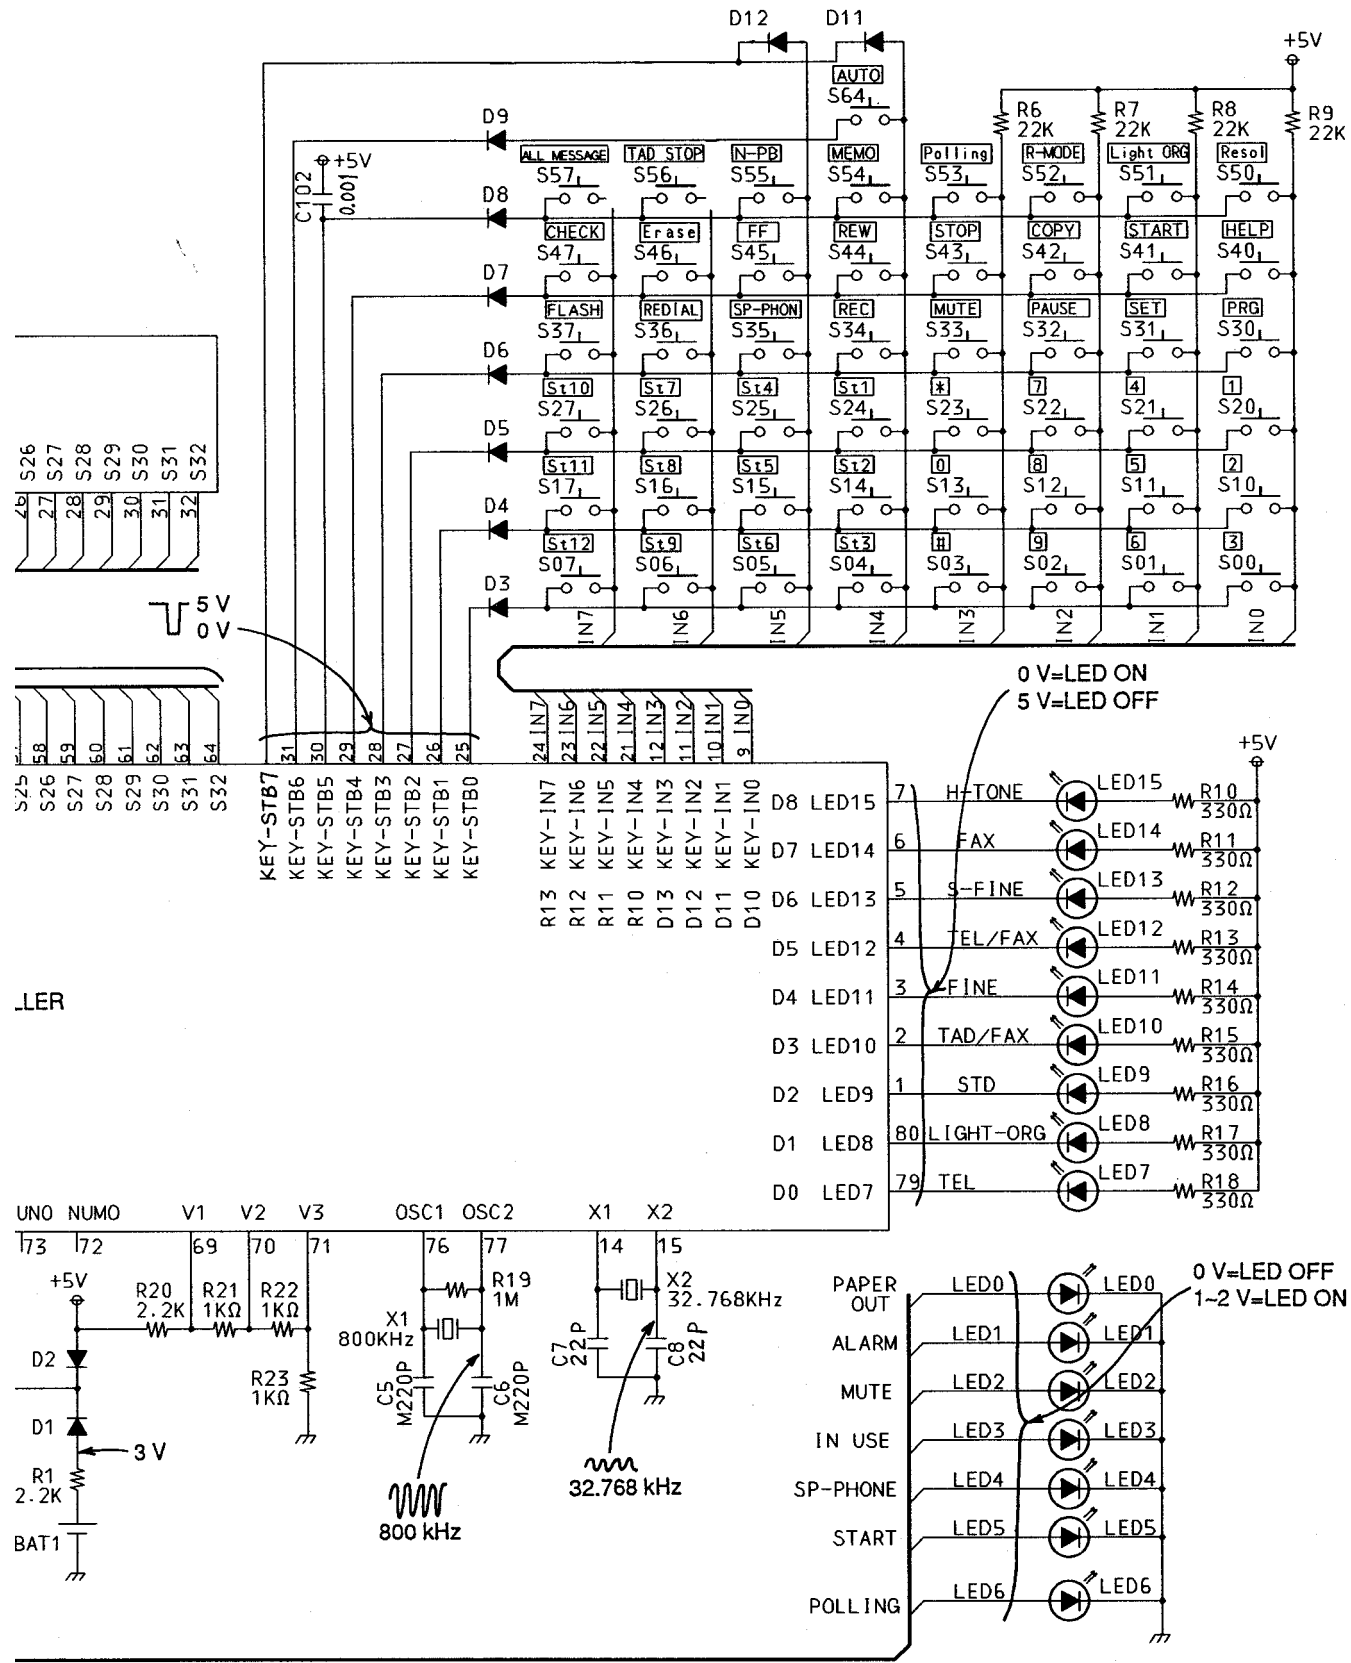 D12 D11
+5V
AUTO
S64
R6 22K R7 22K R8 22K R9 22K
D9
+5V
C102 0.001
ALL MESSAGE TAD STOP N-PB MEMO Polling R-MODE Light ORG Resol
S57 S56 S55 S54 S53 S52 S51 S50
D8
CHECK Erase FF REW STOP COPY START HELP
S47 S46 S45 S44 S43 S42 S41 S40
D7
FLASH REDIAL SP-PHON REC MUTE PAUSE SET PRG
S37 S36 S35 S34 S33 S32 S31 S30
D6
St10 St7 St4 St1 * 7 4 1
S27 S26 S25 S24 S23 S22 S21 S20
D5
St11 St8 St5 St2 0 8 5 2
S17 S16 S15 S14 S13 S12 S11 S10
D4
St12 St9 St6 St3 # 9 6 3
S07 S06 S05 S04 S03 S02 S01 S00
D3
IN7 IN6 IN5 IN4 IN3 IN2 IN1 IN0
S26 S27 S28 S29 S30 S31 S32
26 27 28 29 30 31 32
5 V
0 V
0 V=LED ON
5 V=LED OFF
58 59 60 61 62 63 64
S25 S26 S27 S28 S29 S30 S31 S32
31 30 29 28 27 26 25
KEY-STB7 KEY-STB6 KEY-STB5 KEY-STB4 KEY-STB3 KEY-STB2 KEY-STB1 KEY-STB0
24 IN7 23 IN6 22 IN5 21 IN4 12 IN3 11 IN2 10 IN1 9 IN0
R13 KEY-IN7 R12 KEY-IN6 R11 KEY-IN5 R10 KEY-IN4 D13 KEY-IN3 D12 KEY-IN2 D11 KEY-IN1 D10 KEY-IN0
+5V
D8 LED15 7 H-TONE LED15 R10 330Ω
D7 LED14 6 FAX LED14 R11 330Ω
D6 LED13 5 S-FINE LED13 R12 330Ω
D5 LED12 4 TEL/FAX LED12 R13 330Ω
D4 LED11 3 FINE LED11 R14 330Ω
D3 LED10 2 TAD/FAX LED10 R15 330Ω
D2 LED9 1 STD LED9 R16 330Ω
D1 LED8 80 LIGHT-ORG LED8 R17 330Ω
D0 LED7 79 TEL LED7 R18 330Ω
LLER
UNO NUMO V1 V2 V3 OSC1 OSC2 X1 X2
73 72 69 70 71 76 77 14 15
+5V
R20 2.2K R21 1KΩ R22 1KΩ
R23 1KΩ
D2
D1
3 V
R1 2.2K
BAT1
R19 1M
X1 800KHz
C5 M220P C6 M220P
800 kHz
X2 32.768KHz
C7 22P C8 22P
32.768 kHz
0 V=LED OFF
1~2 V=LED ON
PAPER OUT LED0 LED0
ALARM LED1 LED1
MUTE LED2 LED2
IN USE LED3 LED3
SP-PHONE LED4 LED4
START LED5 LED5
POLLING LED6 LED6